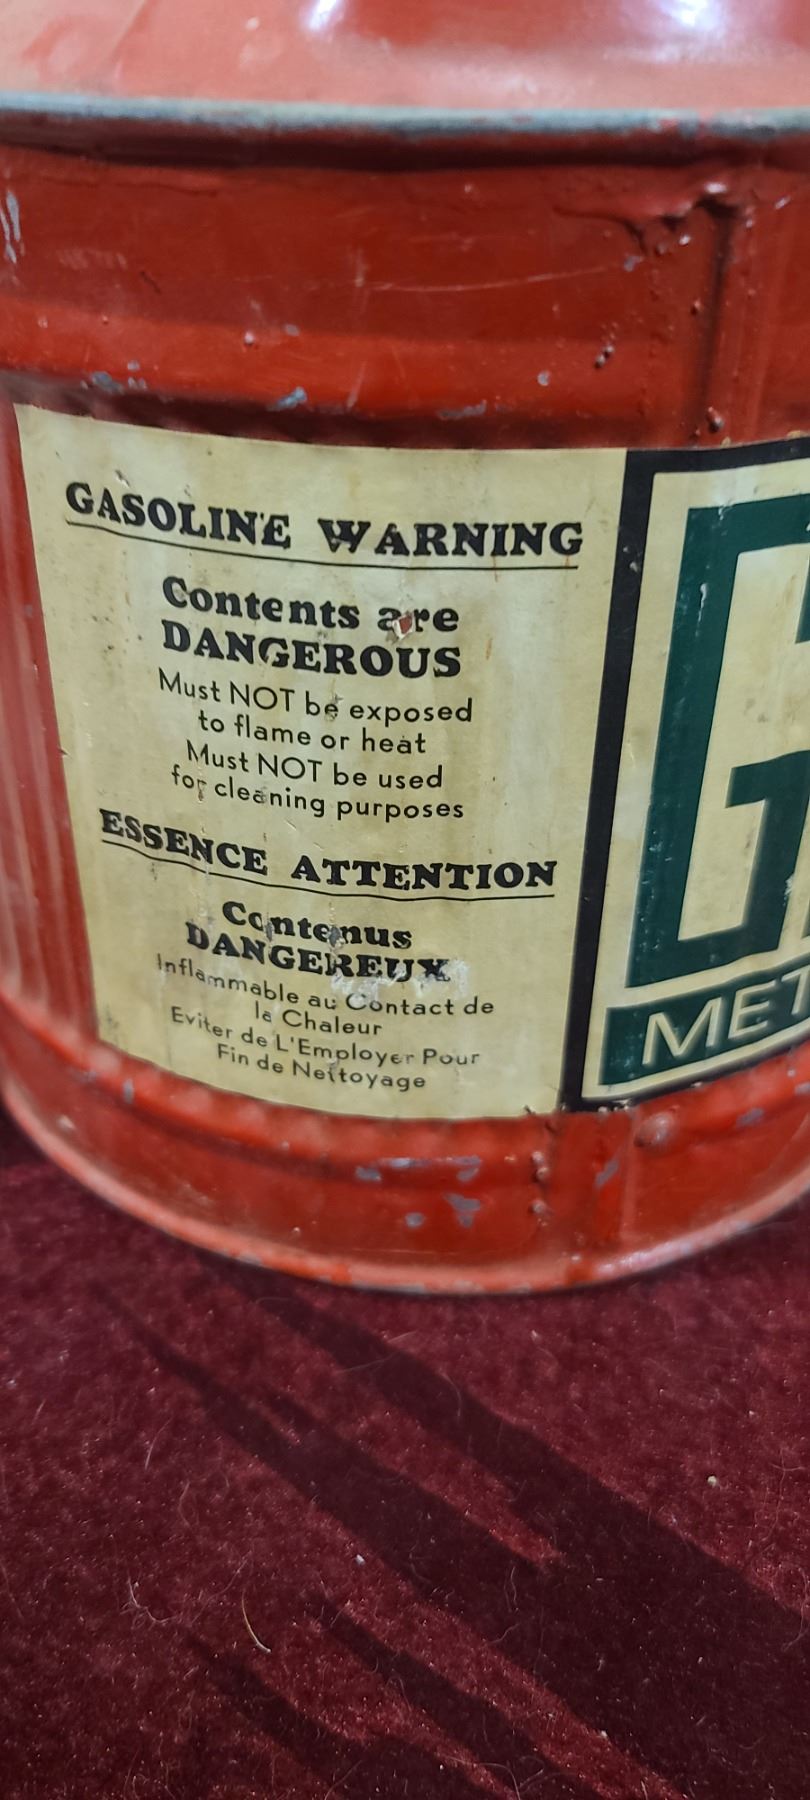 GASOLINE WARNING
Contents are
DANGEROUS
Must NOT be exposed
to flame or heat
Must NOT be used
for cleaning purposes
ESSENCE ATTENTION
Contenus
DANGEREUX
Inflammable au Contact de
la Chaleur
Eviter de L'Employer Pour
Fin de Nettoyage
G
MET